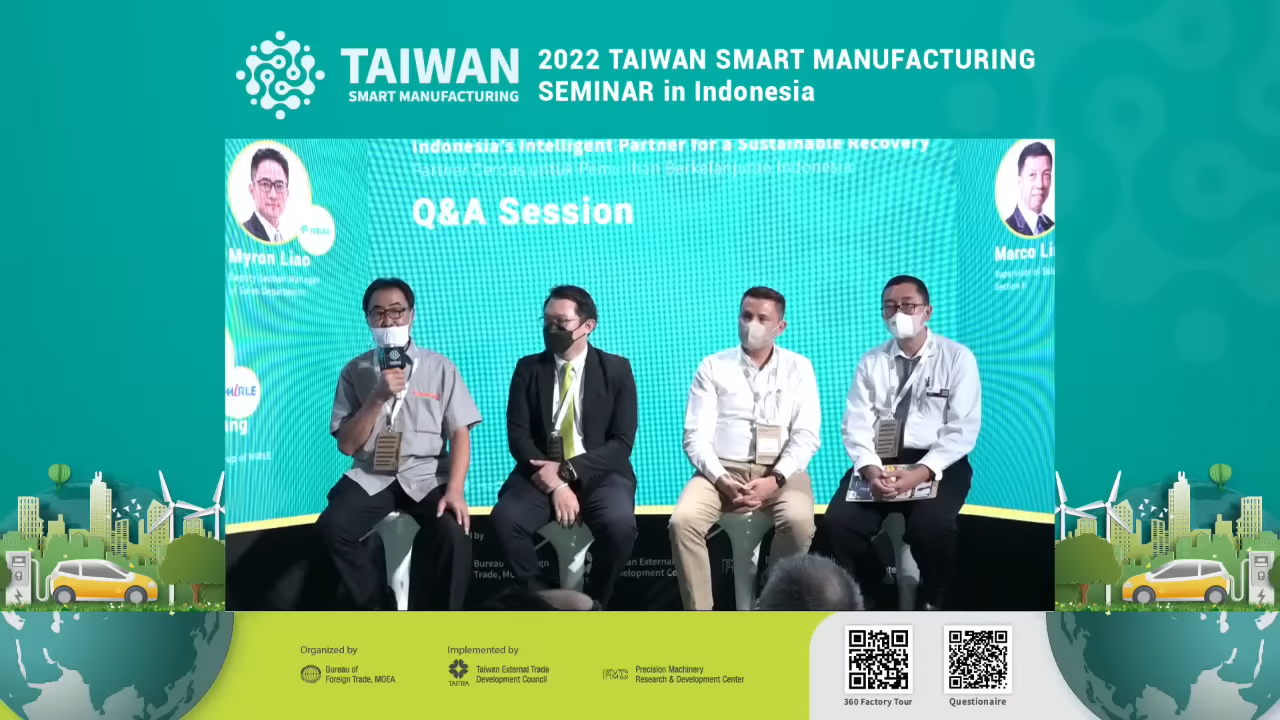 TAIWAN
SMART MANUFACTURING
2022 TAIWAN SMART MANUFACTURING
SEMINAR in Indonesia
Indonesia's Intelligent Partner for a Sustainable Recovery
Q&A Session
Myron Liao
Marco
MIRLE
Organized by
Bureau of
Foreign Trade, MOEA
Implemented by
TAITRA
Taiwan External Trade
Development Council
PMC
Precision Machinery
Research & Development Center
360 Factory Tour
Questionaire